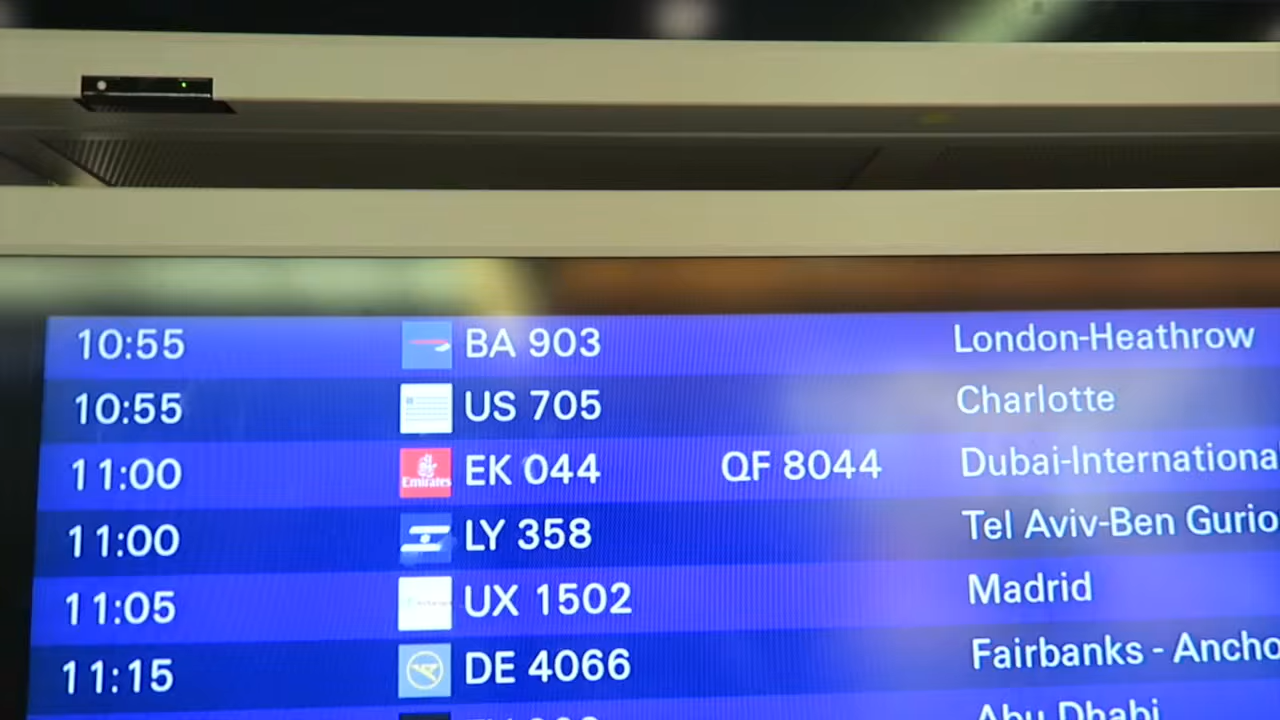 10:55 BA 903 London-Heathrow
10:55 US 705 Charlotte
11:00 Emirates EK 044 QF 8044 Dubai-Internationa
11:00 LY 358 Tel Aviv-Ben Gurio
11:05 UX 1502 Madrid
11:15 DE 4066 Fairbanks - Ancho
Abu Dhabi